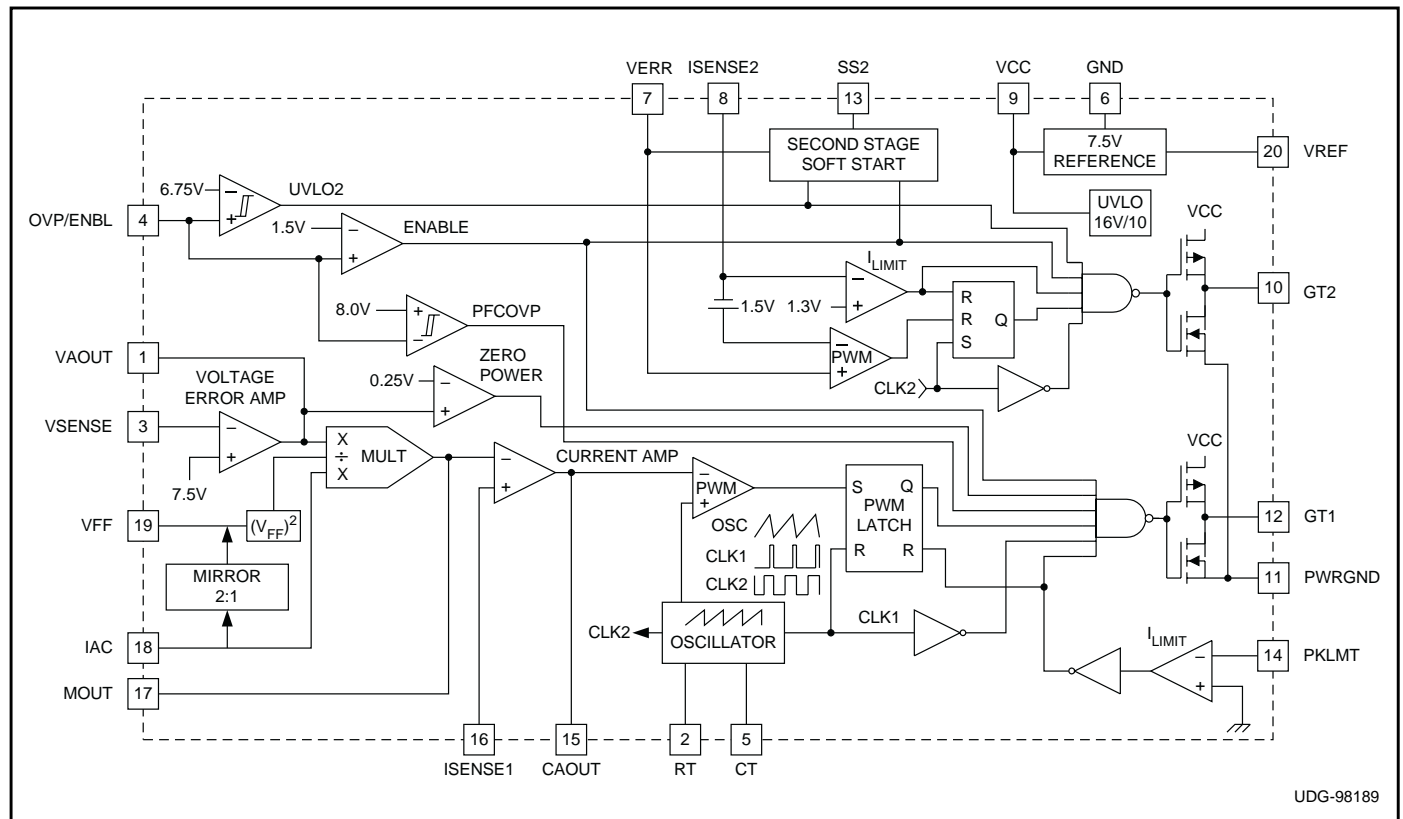 VERR
7
ISENSE2
8
SS2
13
VCC
9
GND
6
SECOND STAGE
SOFT START
7.5V
REFERENCE
20
VREF
6.75V
−
+
UVLO2
UVLO
16V/10
VCC
OVP/ENBL
4
1.5V
−
+
ENABLE
I LIMIT
−
+
1.5V
1.3V
R
R
S
Q
10
GT2
8.0V
+
−
PFCOVP
−
PWM
+
CLK2
VAOUT
1
VOLTAGE
ERROR AMP
ZERO
POWER
0.25V
−
+
VSENSE
3
−
+
7.5V
X
÷
X
MULT
−
+
CURRENT AMP
−
PWM
+
S
Q
PWM
LATCH
R
R
VCC
12
GT1
VFF
19
(VFF)2
OSC
CLK1
CLK2
MIRROR
2:1
11
PWRGND
IAC
18
CLK2
OSCILLATOR
CLK1
I LIMIT
−
+
14
PKLMT
MOUT
17
16
ISENSE1
15
CAOUT
2
RT
5
CT
UDG-98189